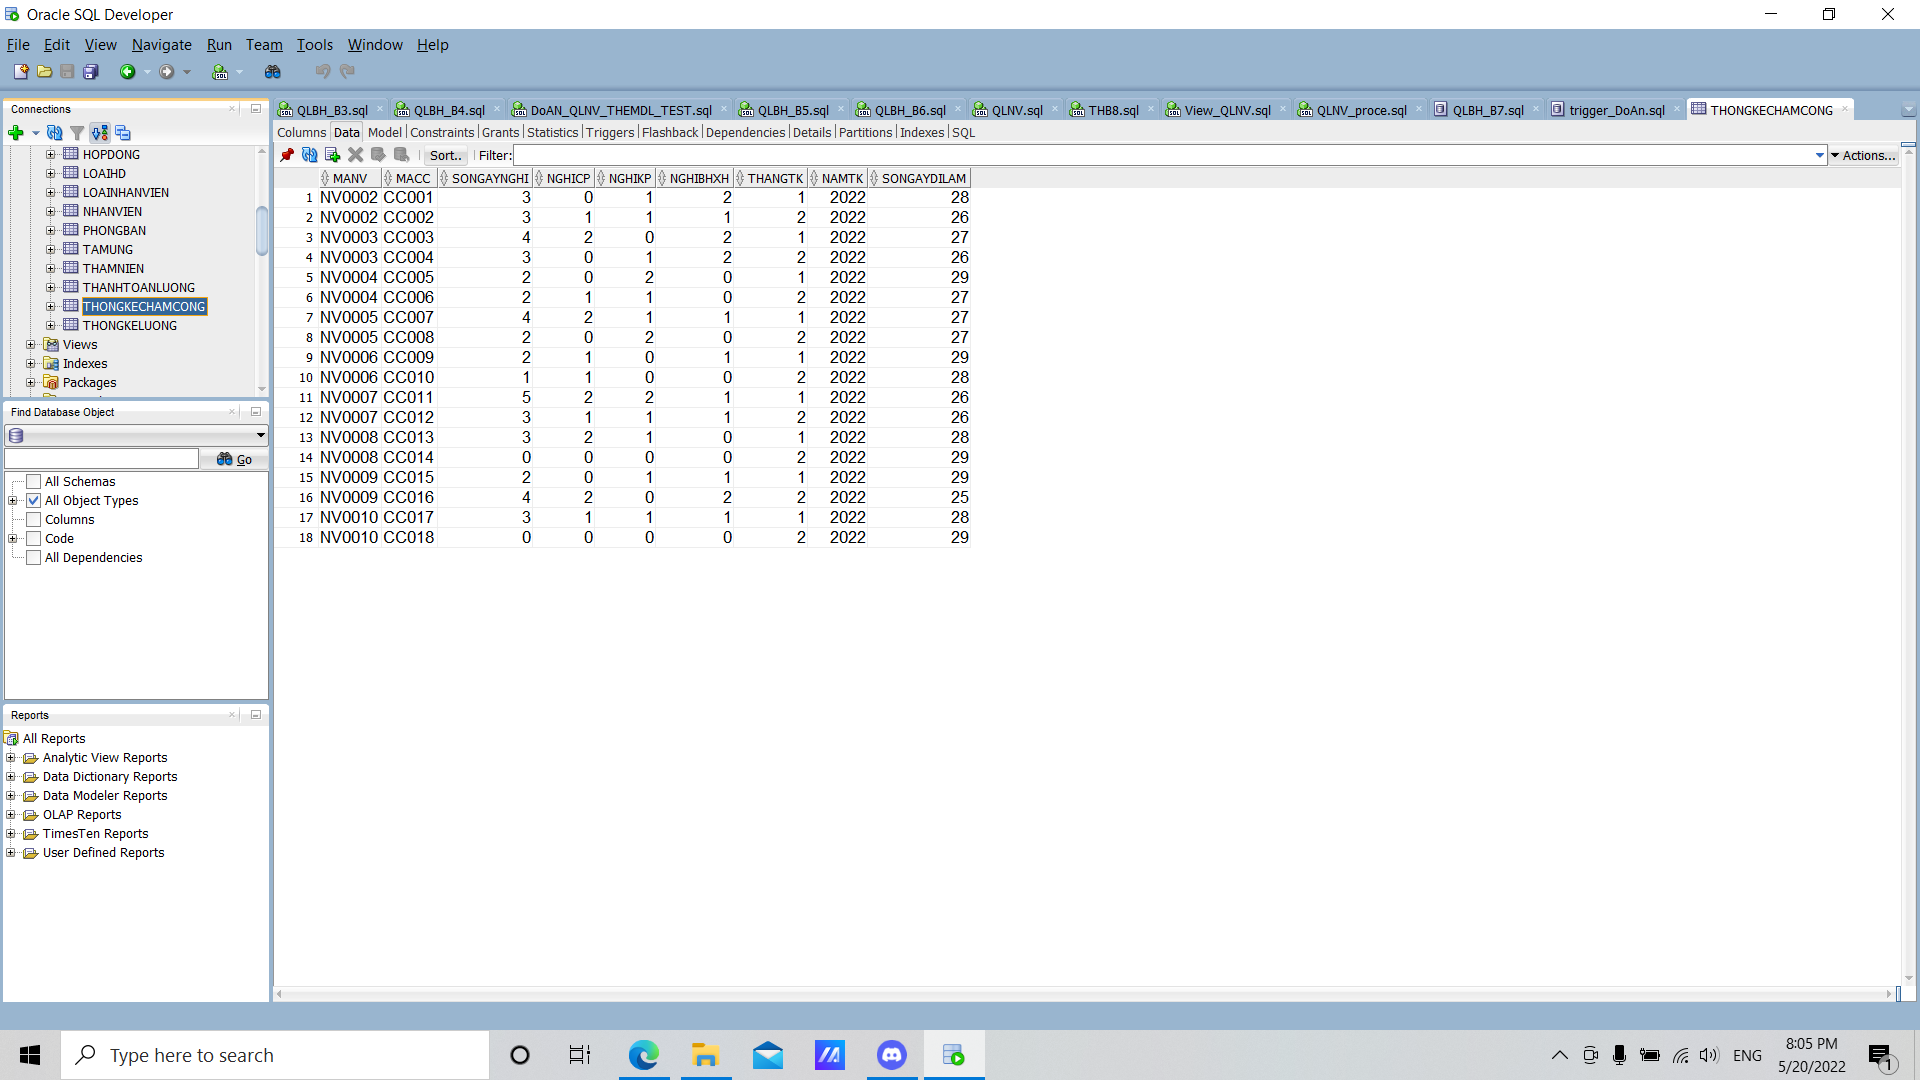 Oracle SQL Developer
File Edit View Navigate Run Team Tools Window Help
Connections
HOPDONG
LOAIHD
LOAINHANVIEN
NHANVIEN
PHONGBAN
TAMUNG
THAMNIEN
THANHTOANLUONG
THONGKECHAMCONG
THONGKELUONG
Views
Indexes
Packages
Find Database Object
Go
All Schemas
All Object Types
Columns
Code
All Dependencies
Reports
All Reports
Analytic View Reports
Data Dictionary Reports
Data Modeler Reports
OLAP Reports
TimesTen Reports
User Defined Reports
QLBH_B3.sql QLBH_B4.sql DoAN_QLNV_THEMDL_TEST.sql QLBH_B5.sql QLBH_B6.sql QLNV.sql THB8.sql View_QLNV.sql QLNV_proce.sql QLBH_B7.sql trigger_DoAn.sql THONGKECHAMCONG
Columns Data Model Constraints Grants Statistics Triggers Flashback Dependencies Details Partitions Indexes SQL
Sort.. Filter: Actions...
MANV MACC SONGAYNGHI NGHICP NGHIKP NGHIBHXH THANGTK NAMTK SONGAYDILAM
1 NV0002 CC001 3 0 1 2 1 2022 28
2 NV0002 CC002 3 1 1 1 2 2022 26
3 NV0003 CC003 4 2 0 2 1 2022 27
4 NV0003 CC004 3 0 1 2 2 2022 26
5 NV0004 CC005 2 0 2 0 1 2022 29
6 NV0004 CC006 2 1 1 0 2 2022 27
7 NV0005 CC007 4 2 1 1 1 2022 27
8 NV0005 CC008 2 0 2 0 2 2022 27
9 NV0006 CC009 2 1 0 1 1 2022 29
10 NV0006 CC010 1 1 0 0 2 2022 28
11 NV0007 CC011 5 2 2 1 1 2022 26
12 NV0007 CC012 3 1 1 1 2 2022 26
13 NV0008 CC013 3 2 1 0 1 2022 28
14 NV0008 CC014 0 0 0 0 2 2022 29
15 NV0009 CC015 2 0 1 1 1 2022 29
16 NV0009 CC016 4 2 0 2 2 2022 25
17 NV0010 CC017 3 1 1 1 1 2022 28
18 NV0010 CC018 0 0 0 0 2 2022 29
Type here to search
ENG
8:05 PM
5/20/2022
1